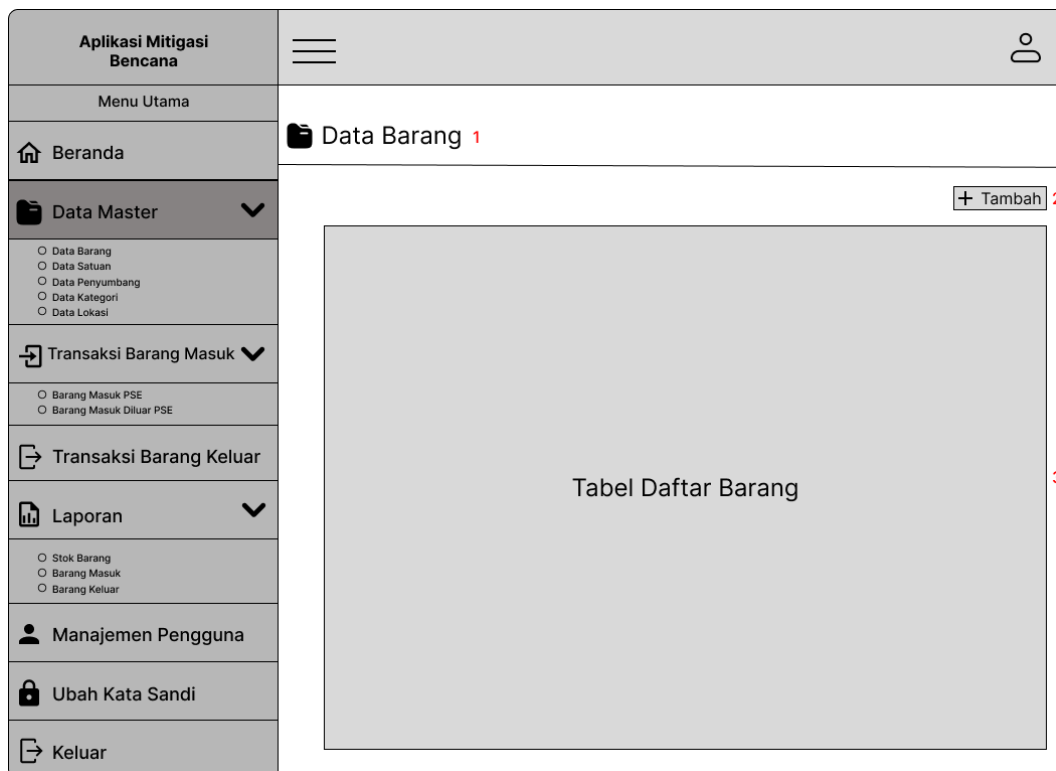 Aplikasi Mitigasi
Bencana
Menu Utama
Beranda
Data Master
Data Barang
Data Satuan
Data Penyumbang
Data Kategori
Data Lokasi
Transaksi Barang Masuk
Barang Masuk PSE
Barang Masuk Diluar PSE
Transaksi Barang Keluar
Laporan
Stok Barang
Barang Masuk
Barang Keluar
Manajemen Pengguna
Ubah Kata Sandi
Keluar
Data Barang 1
+ Tambah 2
Tabel Daftar Barang 3